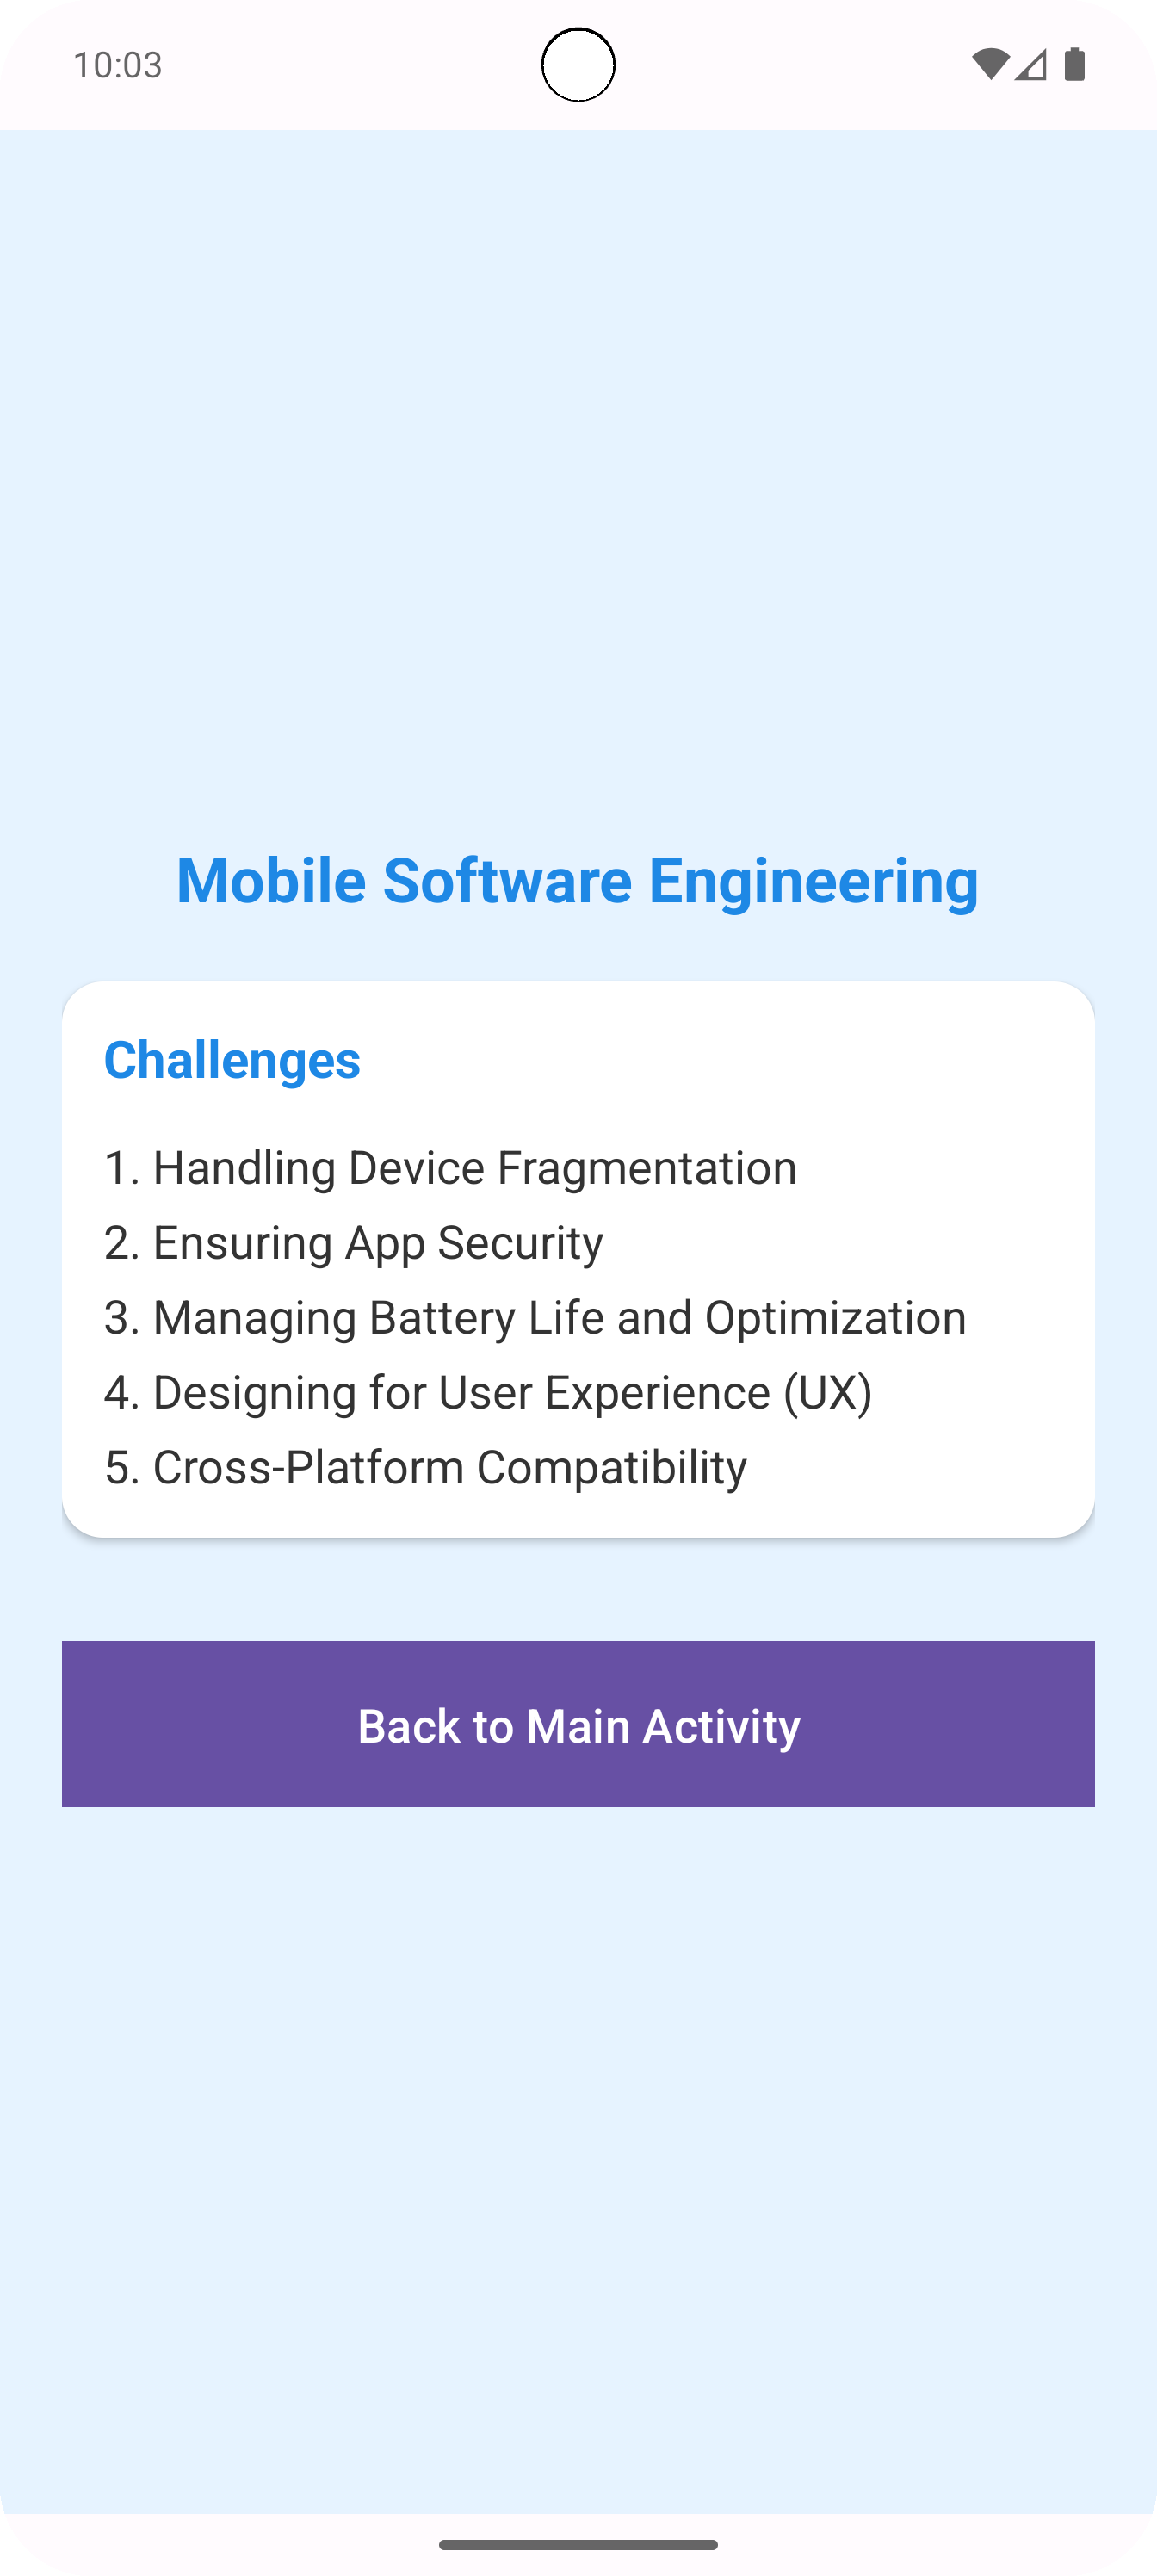 10:03
Mobile Software Engineering
Challenges
1. Handling Device Fragmentation
2. Ensuring App Security
3. Managing Battery Life and Optimization
4. Designing for User Experience (UX)
5. Cross-Platform Compatibility
Back to Main Activity